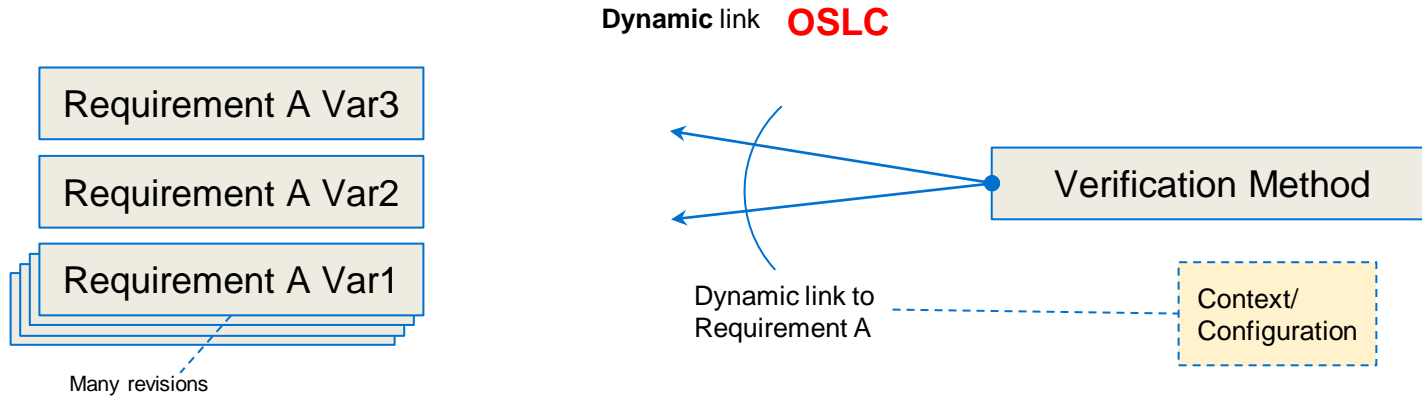 Dynamic link OSLC
Requirement A Var3
Requirement A Var2
Requirement A Var1
Many revisions
Verification Method
Dynamic link to
Requirement A
Context/
Configuration